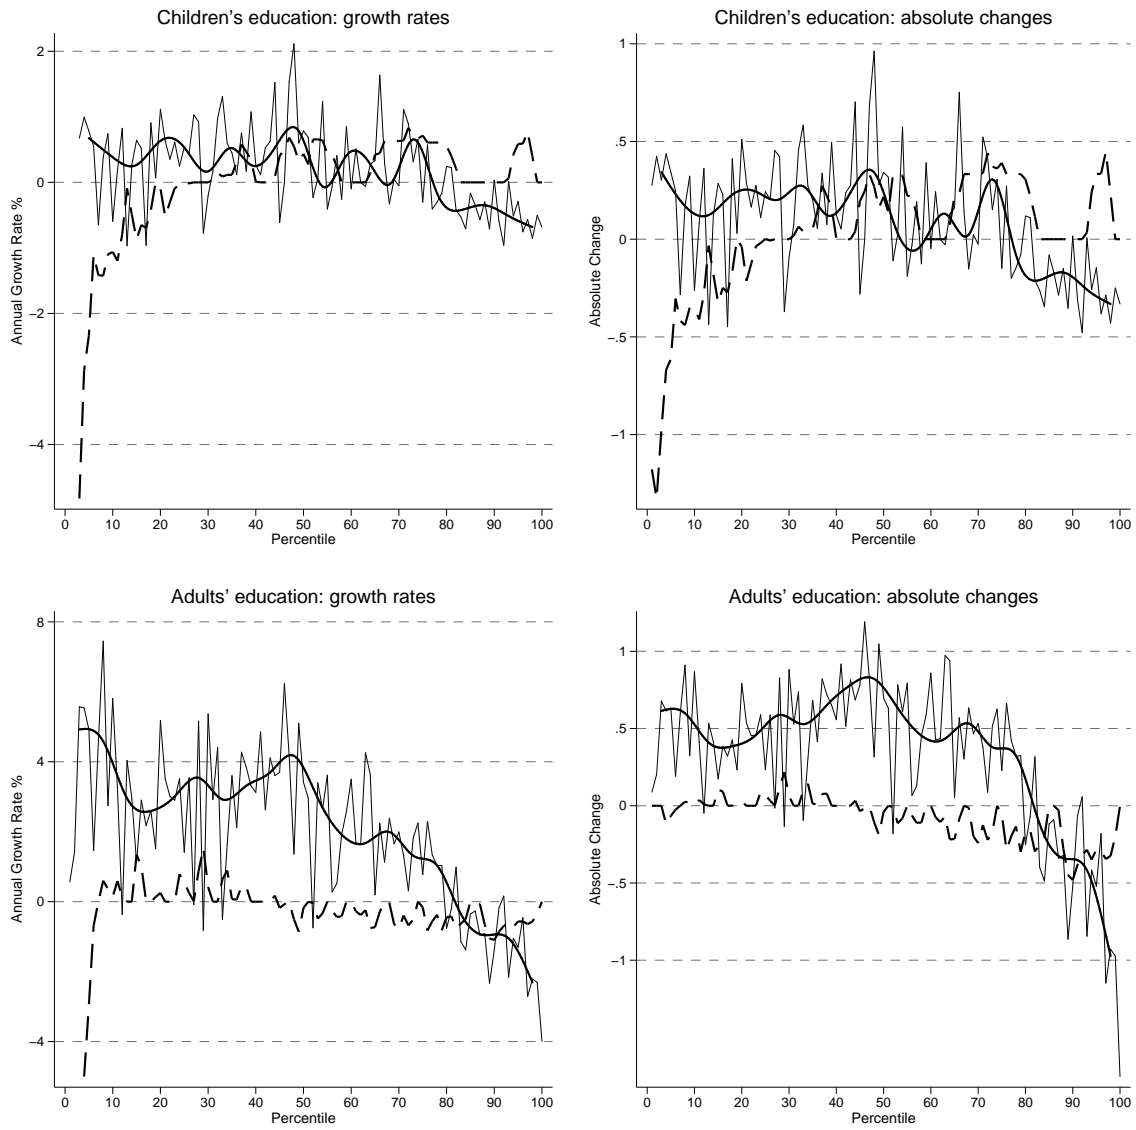 Children’s education: growth rates
2
0
−2
−4
Annual Growth Rate %
0 10 20 30 40 50 60 70 80 90 100
Percentile
Children’s education: absolute changes
1
.5
0
−.5
−1
Absolute Change
0 10 20 30 40 50 60 70 80 90 100
Percentile
Adults’ education: growth rates
8
4
0
−4
Annual Growth Rate %
0 10 20 30 40 50 60 70 80 90 100
Percentile
Adults’ education: absolute changes
1
.5
0
−.5
−1
Absolute Change
0 10 20 30 40 50 60 70 80 90 100
Percentile